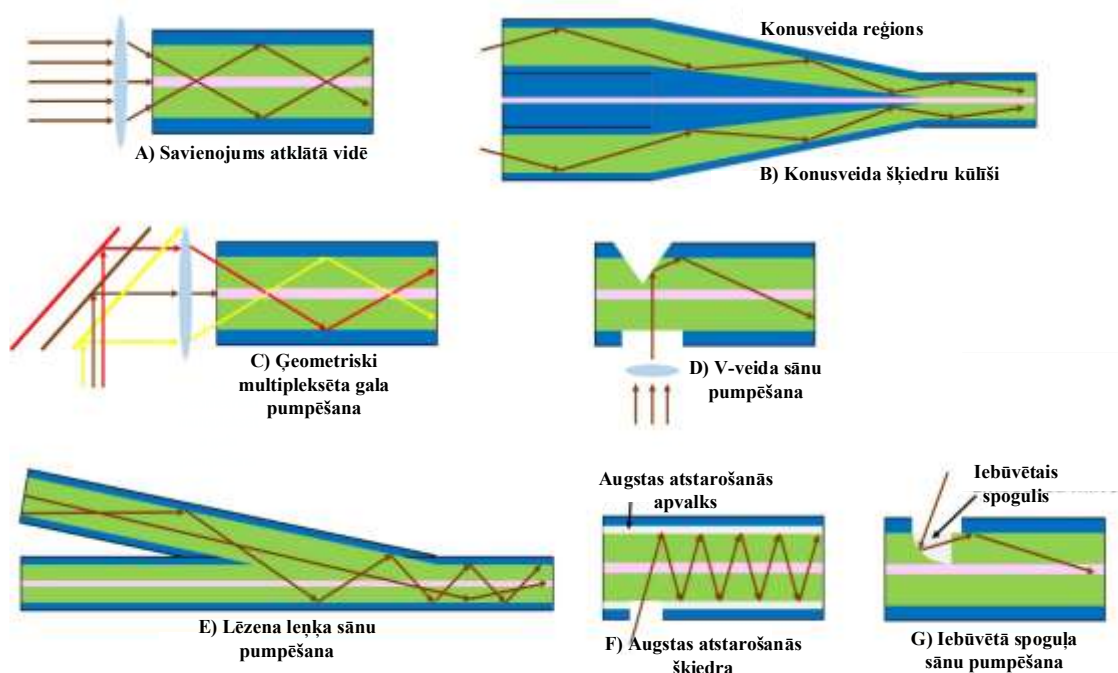 A) Savienojums atklātā vidē
Konusveida reģions
B) Konusveida šķiedru kūlīši
C) Ģeometriski
multipleksēta gala
pumpēšana
D) V-veida sānu
pumpēšana
E) Lēzena leņķa sānu
pumpēšana
Augstas atstarošanās
apvalks
F) Augstas atstarošanās
šķiedra
Iebūvētais
spogulis
G) Iebūvētā spoguļa
sānu pumpēšana